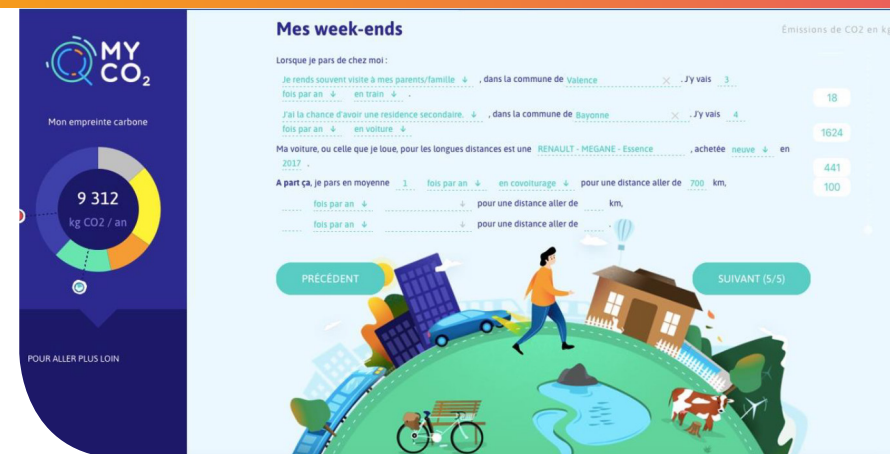 MY
CO2
Mon empreinte carbone
9 312
kg CO2 / an
POUR ALLER PLUS LOIN
Mes week-ends
Émissions de CO2 en kg
Lorsque je pars de chez moi :
Je rends souvent visite à mes parents/famille ↓ , dans la commune de Valence × . J'y vais 3
fois par an ↓ en train ↓ .
18
J'ai la chance d'avoir une residence secondaire. ↓ , dans la commune de Bayonne × . J'y vais 4
fois par an ↓ en voiture ↓
1624
Ma voiture, ou celle que je loue, pour les longues distances est une RENAULT - MEGANE - Essence , achetée neuve ↓ en
2017 .
441
A part ça, je pars en moyenne 1 fois par an ↓ en covoiturage ↓ pour une distance aller de 700 km,
100
fois par an ↓ ↓ pour une distance aller de km,
fois par an ↓ ↓ pour une distance aller de .
PRÉCÉDENT
SUIVANT (5/5)